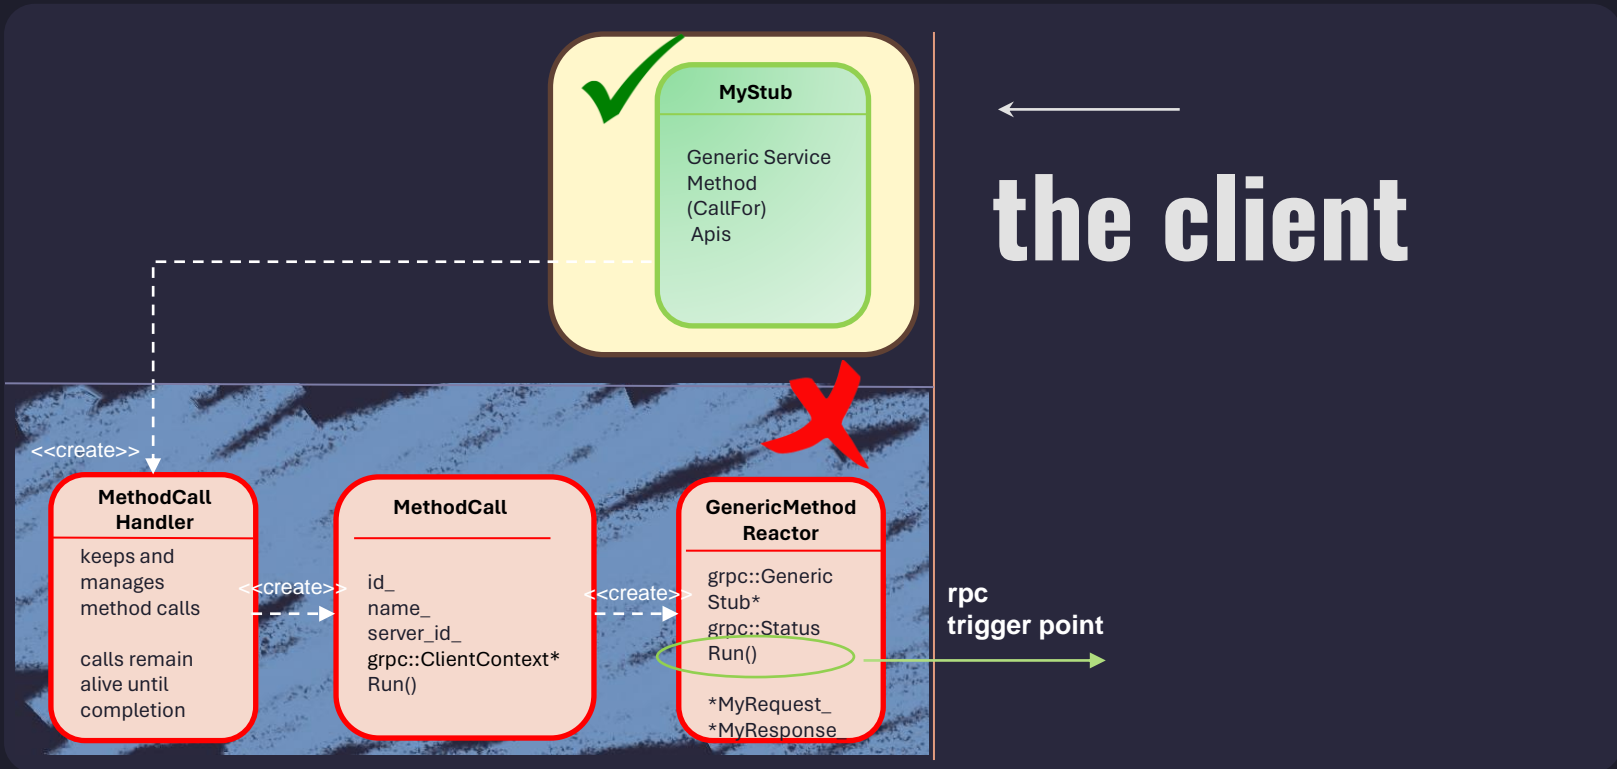 MyStub
Generic Service
Method
(CallFor)
Apis
the client
<<create>>
MethodCall
Handler
keeps and
manages
method calls
calls remain
alive until
completion
<<create>>
MethodCall
id_
name_
server_id_
grpc::ClientContext*
Run()
<<create>>
GenericMethod
Reactor
grpc::Generic
Stub*
grpc::Status
Run()
*MyRequest_
*MyResponse_
rpc
trigger point